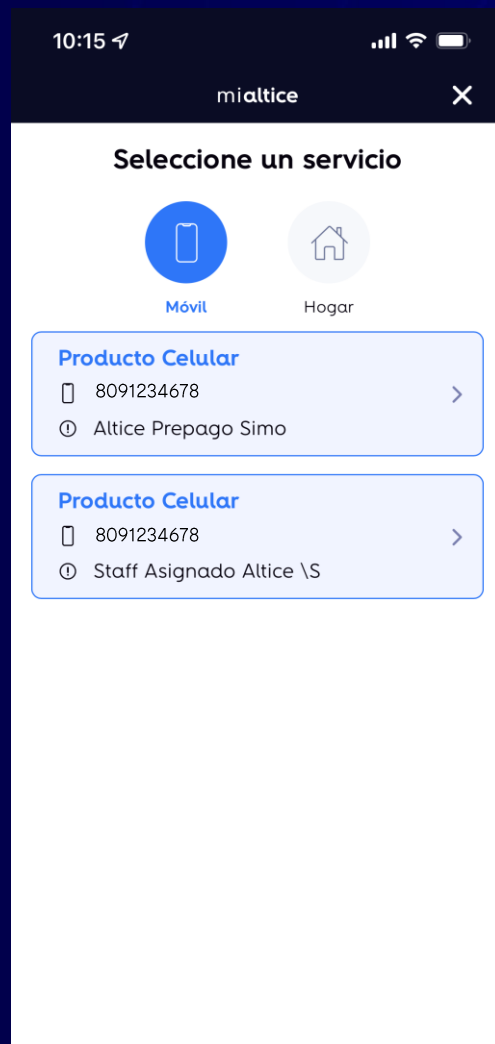 10:15
mialtice
Seleccione un servicio
Móvil
Hogar
Producto Celular
8091234678
Altice Prepago Simo
Producto Celular
8091234678
Staff Asignado Altice \S